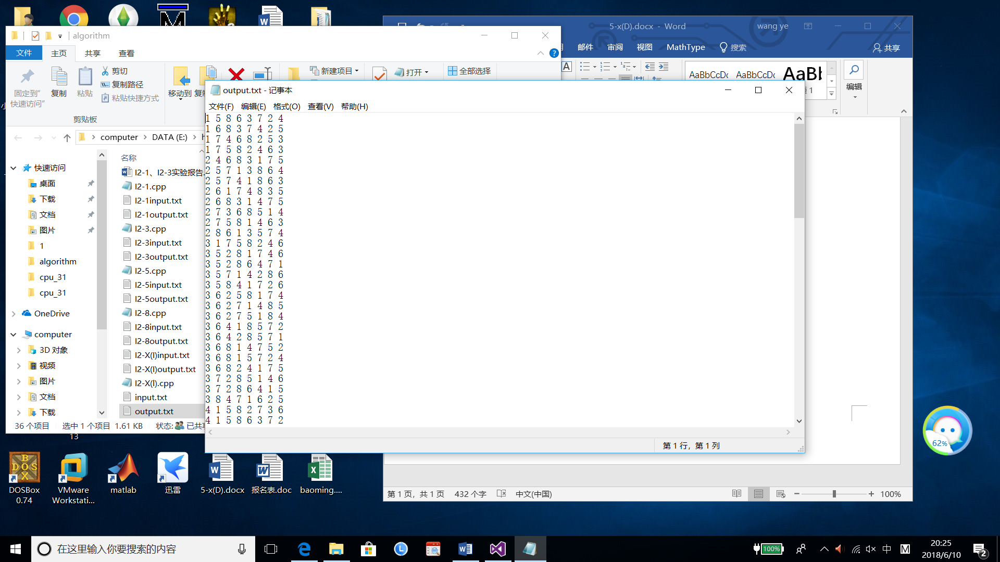 algorithm
文件 主页 共享 查看
固定到"快速访问"
复制
粘贴
剪切
复制路径
粘贴快捷方式
剪贴板
移动到
新建项目
打开
全部选择
computer
DATA (E:)
快速访问
桌面
下载
文档
图片
1
algorithm
cpu_31
cpu_31
OneDrive
computer
3D 对象
视频
图片
文档
下载
名称
I2-1、I2-3实验报告
I2-1.cpp
I2-1input.txt
I2-1output.txt
I2-3.cpp
I2-3input.txt
I2-3output.txt
I2-5.cpp
I2-5input.txt
I2-5output.txt
I2-8.cpp
I2-8input.txt
I2-8output.txt
I2-X(I)input.txt
I2-X(I)output.txt
I2-X(I).cpp
input.txt
output.txt
36 个项目 选中 1 个项目 1.61 KB 状态: 已共
13
5-x(D).docx - Word
wang ye
邮件 审阅 视图 MathType 搜索
共享
AaBbCcDc AaBbCcDc AaBb
1
编辑
output.txt - 记事本
文件(F) 编辑(E) 格式(O) 查看(V) 帮助(H)
1 5 8 6 3 7 2 4
1 6 8 3 7 4 2 5
1 7 4 6 8 2 5 3
1 7 5 8 2 4 6 3
2 4 6 8 3 1 7 5
2 5 7 1 3 8 6 4
2 5 7 4 1 8 6 3
2 6 1 7 4 8 3 5
2 6 8 3 1 4 7 5
2 7 3 6 8 5 1 4
2 7 5 8 1 4 6 3
2 8 6 1 3 5 7 4
3 1 7 5 8 2 4 6
3 5 2 8 1 7 4 6
3 5 2 8 6 4 7 1
3 5 7 1 4 2 8 6
3 5 8 4 1 7 2 6
3 6 2 5 8 1 7 4
3 6 2 7 1 4 8 5
3 6 2 7 5 1 8 4
3 6 4 1 8 5 7 2
3 6 4 2 8 5 7 1
3 6 8 1 4 7 5 2
3 6 8 1 5 7 2 4
3 6 8 2 4 1 7 5
3 7 2 8 5 1 4 6
3 7 2 8 6 4 1 5
3 8 4 7 1 6 2 5
4 1 5 8 2 7 3 6
4 1 5 8 6 3 7 2
第 1 行，第 1 列
62%
第 1 页，共 1 页 432 个字 中文(中国)
100%
DOSBox 0.74
VMware Workstati...
matlab
迅雷
5-x(D).docx
报名表.doc
baoming....
在这里输入你要搜索的内容
100%
中
M
20:25
2018/6/10
2